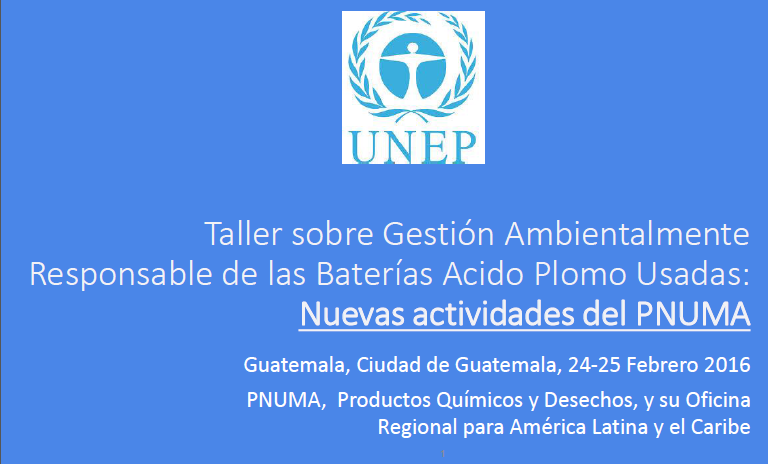 UNEP
Taller sobre Gestión Ambientalmente
Responsable de las Baterías Acido Plomo Usadas:
Nuevas actividades del PNUMA
Guatemala, Ciudad de Guatemala, 24-25 Febrero 2016
PNUMA, Productos Químicos y Desechos, y su Oficina
Regional para América Latina y el Caribe